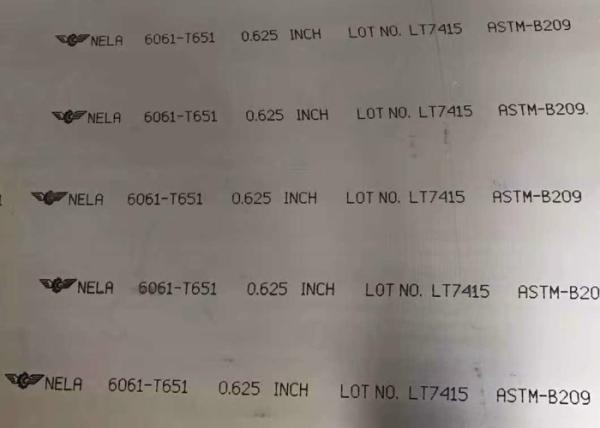 NELA 6061-T651 0.625 INCH LOT NO. LT7415 ASTM-B209
NELA 6061-T651 0.625 INCH LOT NO. LT7415 ASTM-B209.
NELA 6061-T651 0.625 INCH LOT NO. LT7415 ASTM-B209
NELA 6061-T651 0.625 INCH LOT NO. LT7415 ASTM-B20
NELA 6061-T651 0.625 INCH LOT NO. LT7415 ASTM-B209